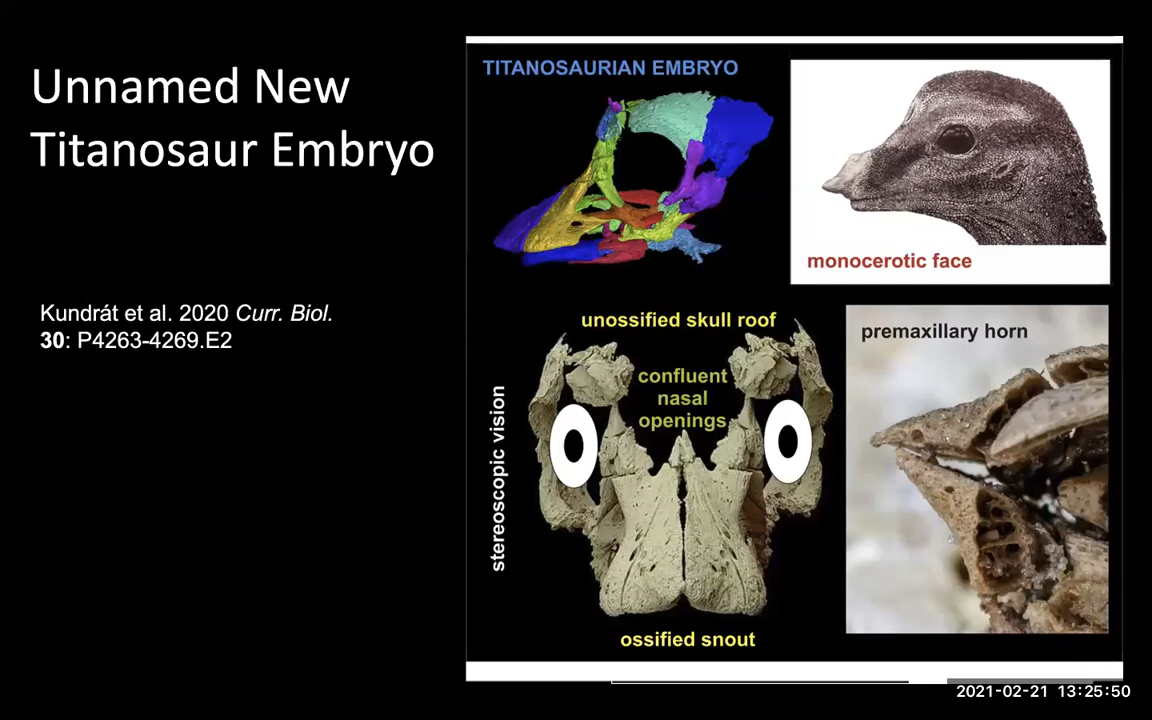 Unnamed New
Titanosaur Embryo
Kundrát et al. 2020 Curr. Biol.
30: P4263-4269.E2
TITANOSAURIAN EMBRYO
monocerotic face
unossified skull roof
confluent
nasal
openings
stereoscopic vision
ossified snout
premaxillary horn
2021-02-21 13:25:50